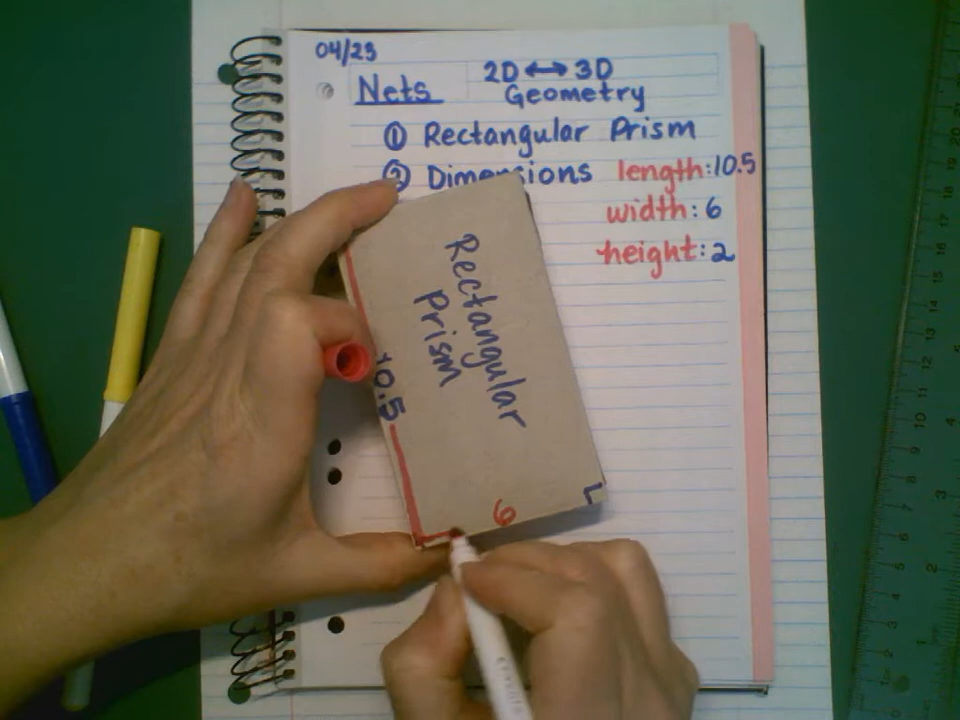 04/23
Nets 2D ↔ 3D
Geometry
① Rectangular Prism
② Dimensions length: 10.5
width: 6
height: 2
Rectangular
Prism
10.5
6